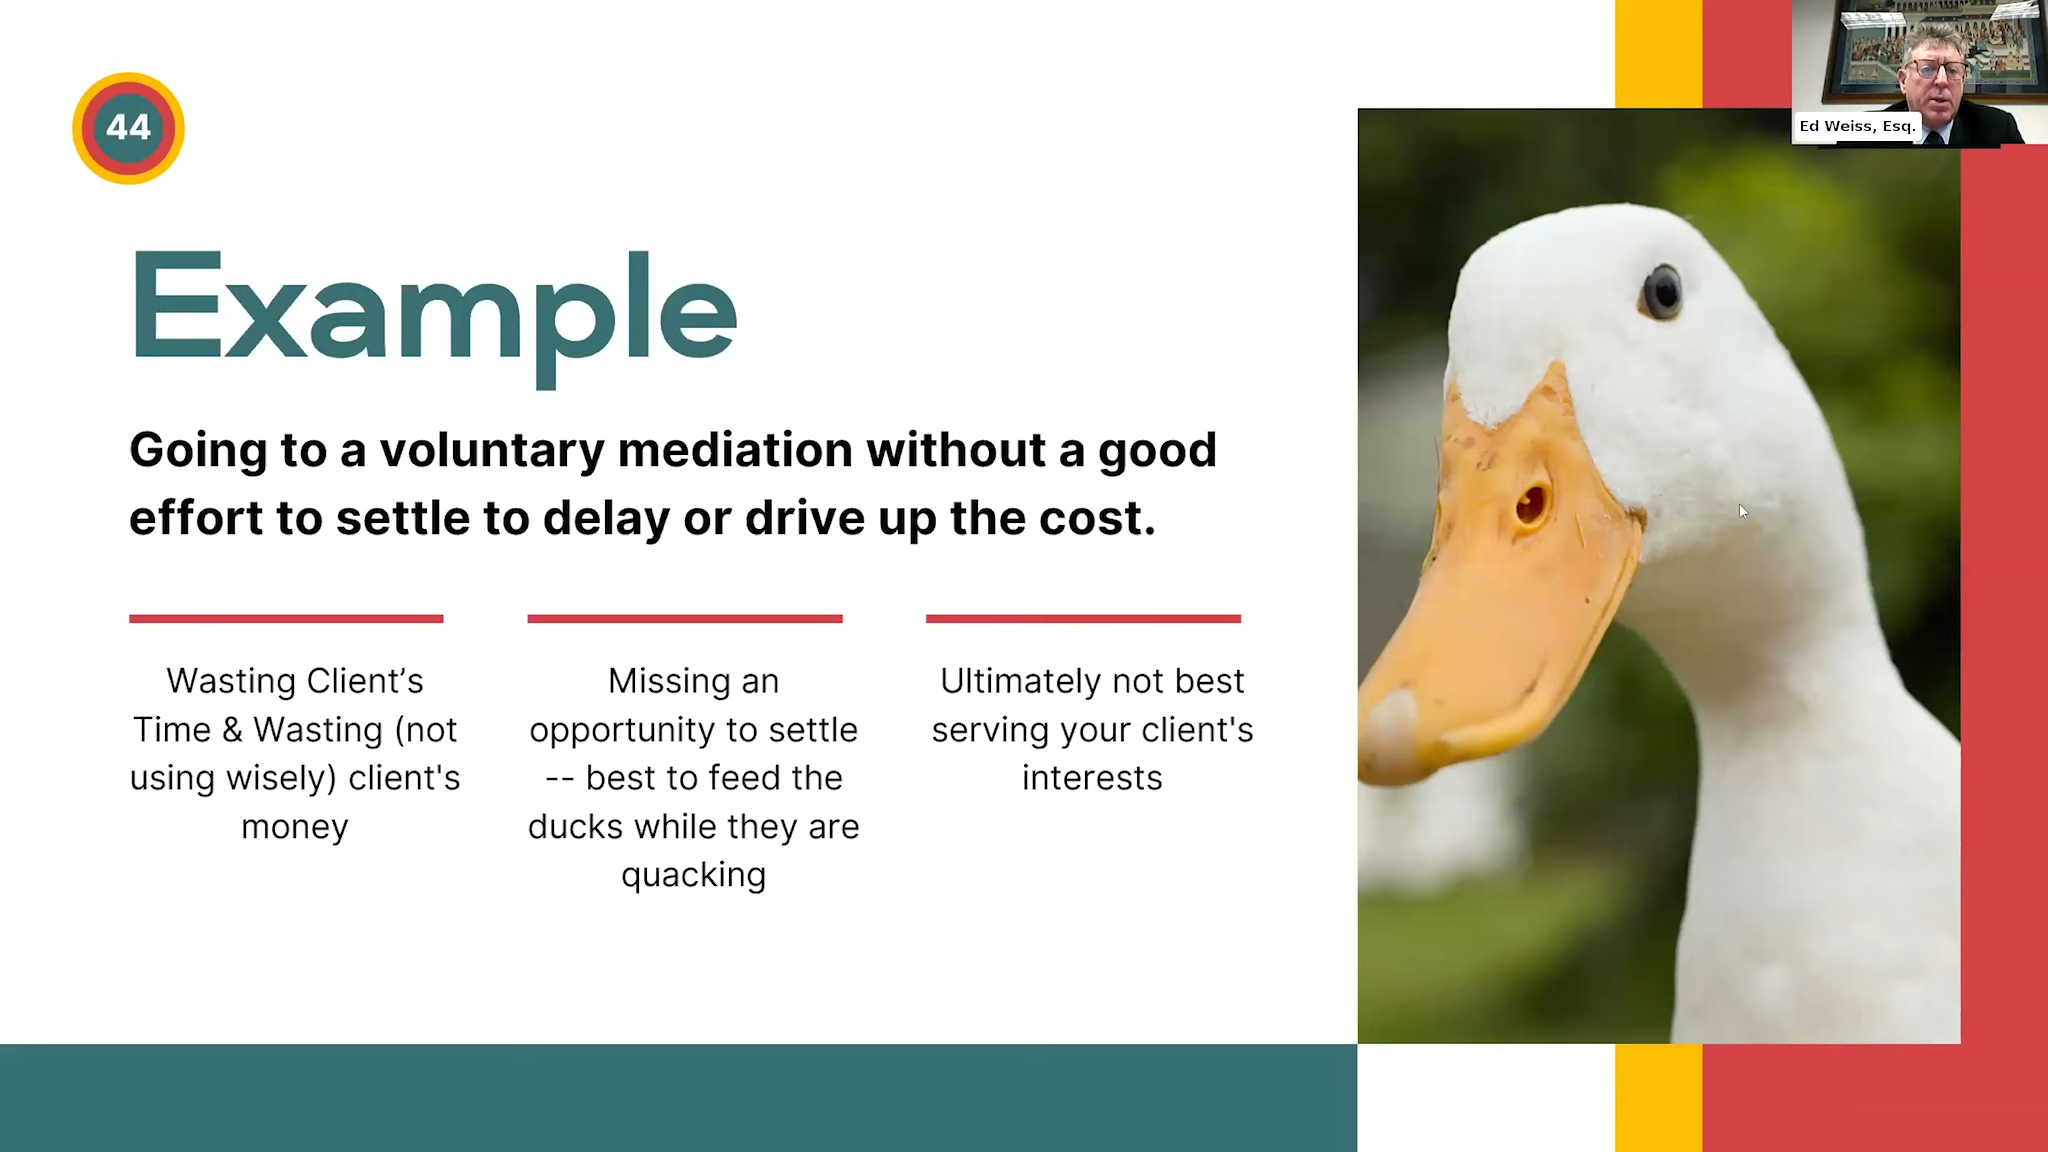 44
Ed Weiss, Esq.
Example
Going to a voluntary mediation without a good
effort to settle to delay or drive up the cost.
Wasting Client’s
Time & Wasting (not
using wisely) client's
money
Missing an
opportunity to settle
-- best to feed the
ducks while they are
quacking
Ultimately not best
serving your client's
interests